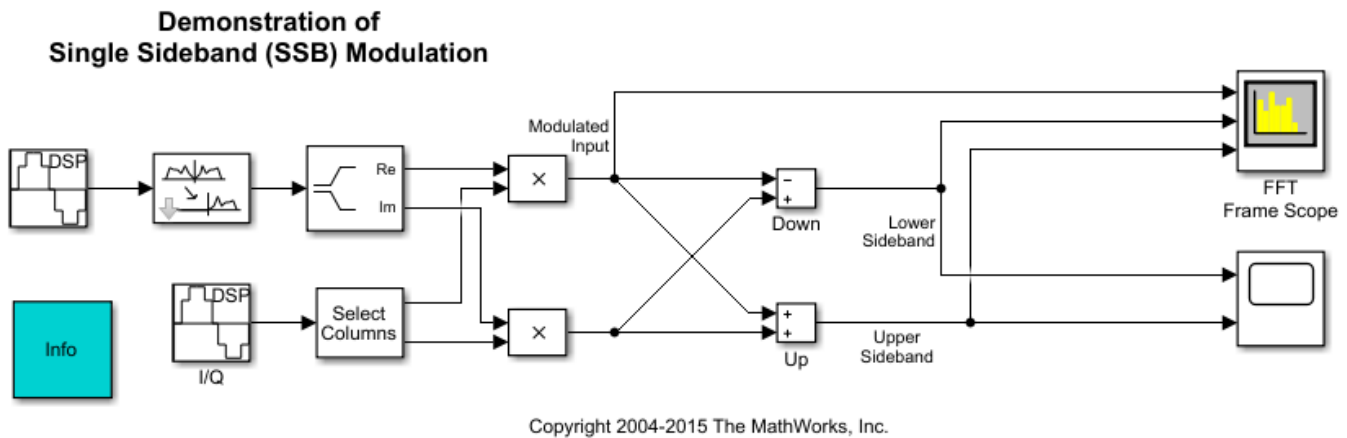 Demonstration of
Single Sideband (SSB) Modulation
DSP
Re
Im
×
Modulated
Input
−
+
Down
Lower
Sideband
FFT
Frame Scope
Info
DSP
I/Q
Select
Columns
×
+
+
Up
Upper
Sideband
Copyright 2004-2015 The MathWorks, Inc.